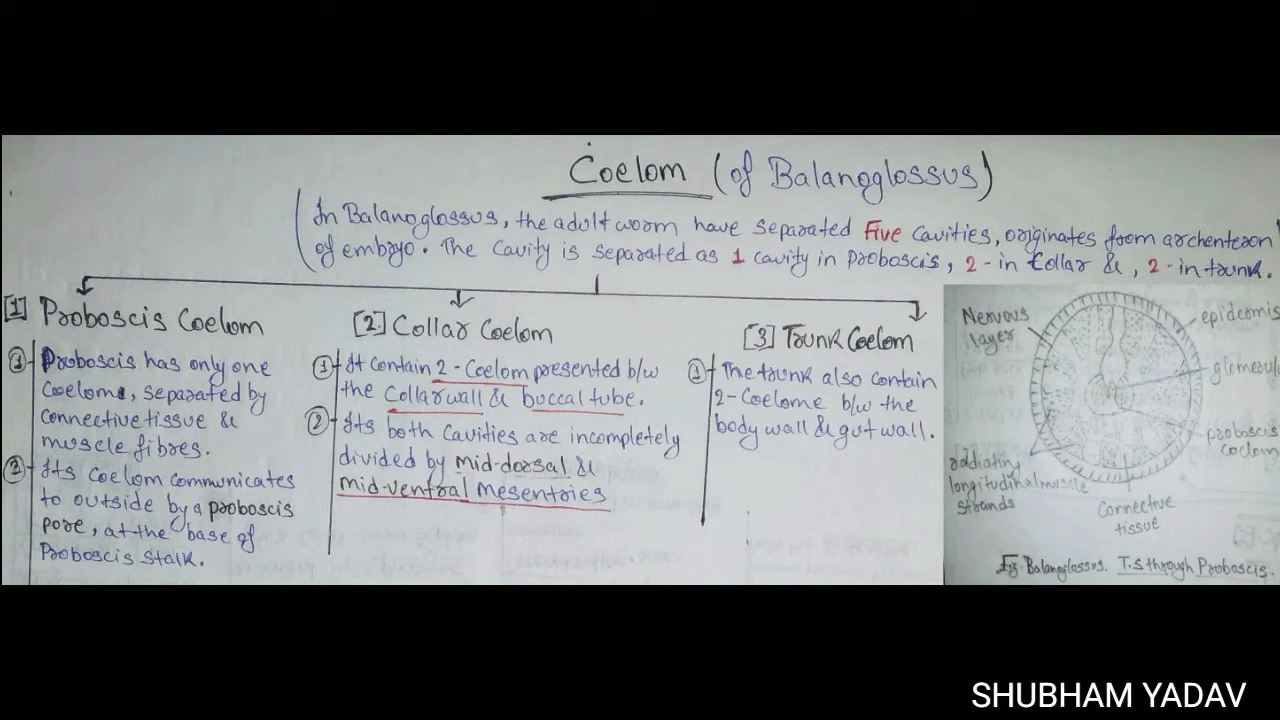 Coelom (of Balanoglossus)
In Balanoglossus, the adult worm have separated Five cavities, originates from archenteron
of embryo. The cavity is separated as 1 cavity in proboscis, 2-in Collar &, 2-in trunk.
[1] Proboscis Coelom
① Proboscis has only one
Coelome, separated by
connective tissue &
muscle fibres.
② Its Coelom communicates
to outside by a proboscis
pore, at the base of
Proboscis stalk.
[2] Collar Coelom
① It contain 2-Coelom presented b/w
the Collar wall & buccal tube.
② Its both cavities are incompletely
divided by mid-dorsal &
mid-ventral Mesentries
[3] Trunk Coelom
① The trunk also contain
2-Coelome b/w the
body wall & gut wall.
Nervous
layer
epidermis
glomerulu
proboscis
coelom
radiating
longitudinal muscle
strands
Connective
tissue
Fig. Balanoglossus. T.S through Proboscis.
SHUBHAM YADAV